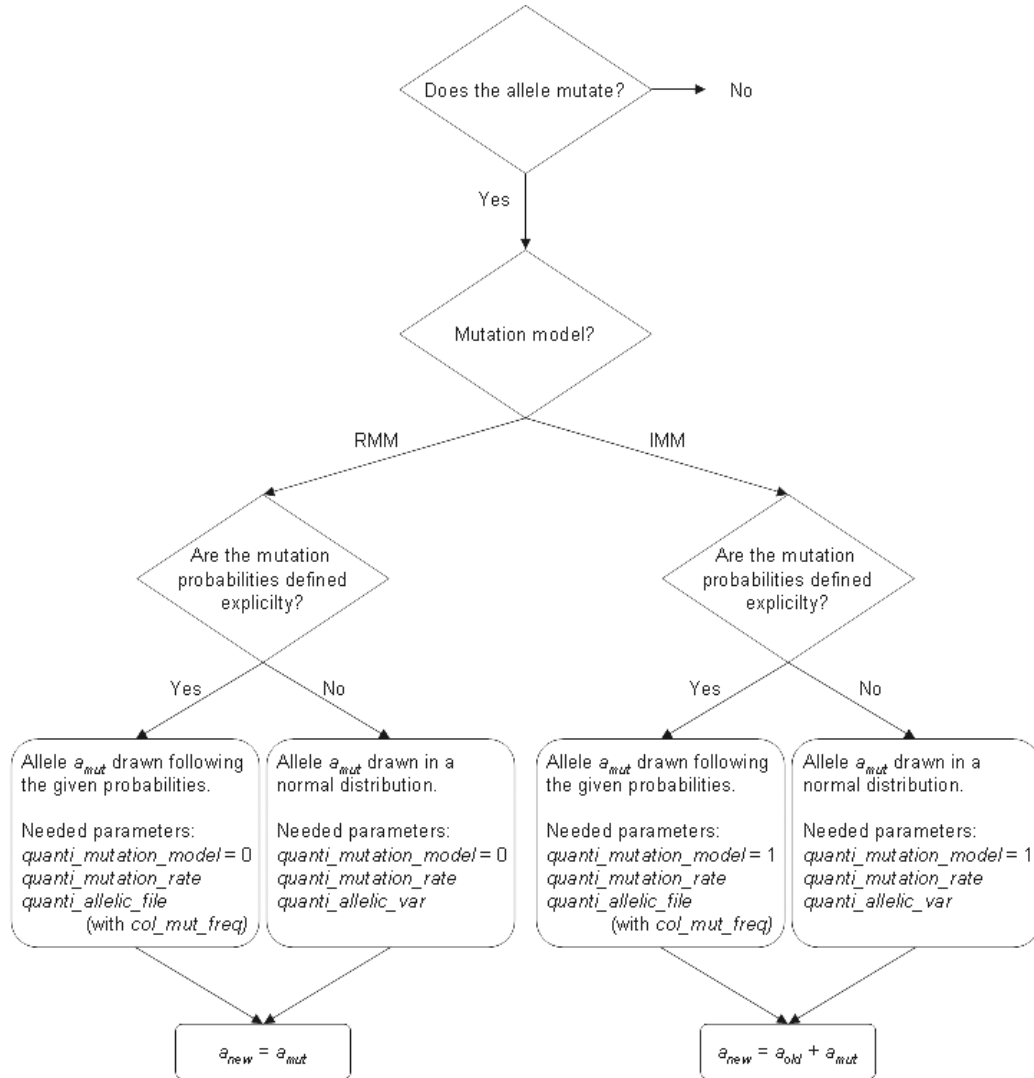 Does the allele mutate?
No
Yes
Mutation model?
RMM
IMM
Are the mutation
probabilities defined
explicilty?
Are the mutation
probabilities defined
explicilty?
Yes
No
Yes
No
Allele a_mut drawn following
the given probabilities.
Needed parameters:
quanti_mutation_model = 0
quanti_mutation_rate
quanti_allelic_file
(with col_mut_freq)
Allele a_mut drawn in a
normal distribution.
Needed parameters:
quanti_mutation_model = 0
quanti_mutation_rate
quanti_allelic_var
Allele a_mut drawn following
the given probabilities.
Needed parameters:
quanti_mutation_model = 1
quanti_mutation_rate
quanti_allelic_file
(with col_mut_freq)
Allele a_mut drawn in a
normal distribution.
Needed parameters:
quanti_mutation_model = 1
quanti_mutation_rate
quanti_allelic_var
a_new = a_mut
a_new = a_old + a_mut